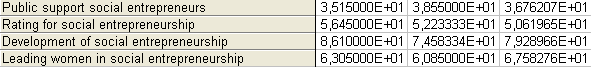 Public support social entrepreneurs 3,515000E+01 3,855000E+01 3,676207E+01
Rating for social entrepreneurship 5,645000E+01 5,223333E+01 5,061965E+01
Development of social entrepreneurship 8,610000E+01 7,458334E+01 7,928966E+01
Leading women in social entrepreneurship 6,305000E+01 6,085000E+01 6,758276E+01